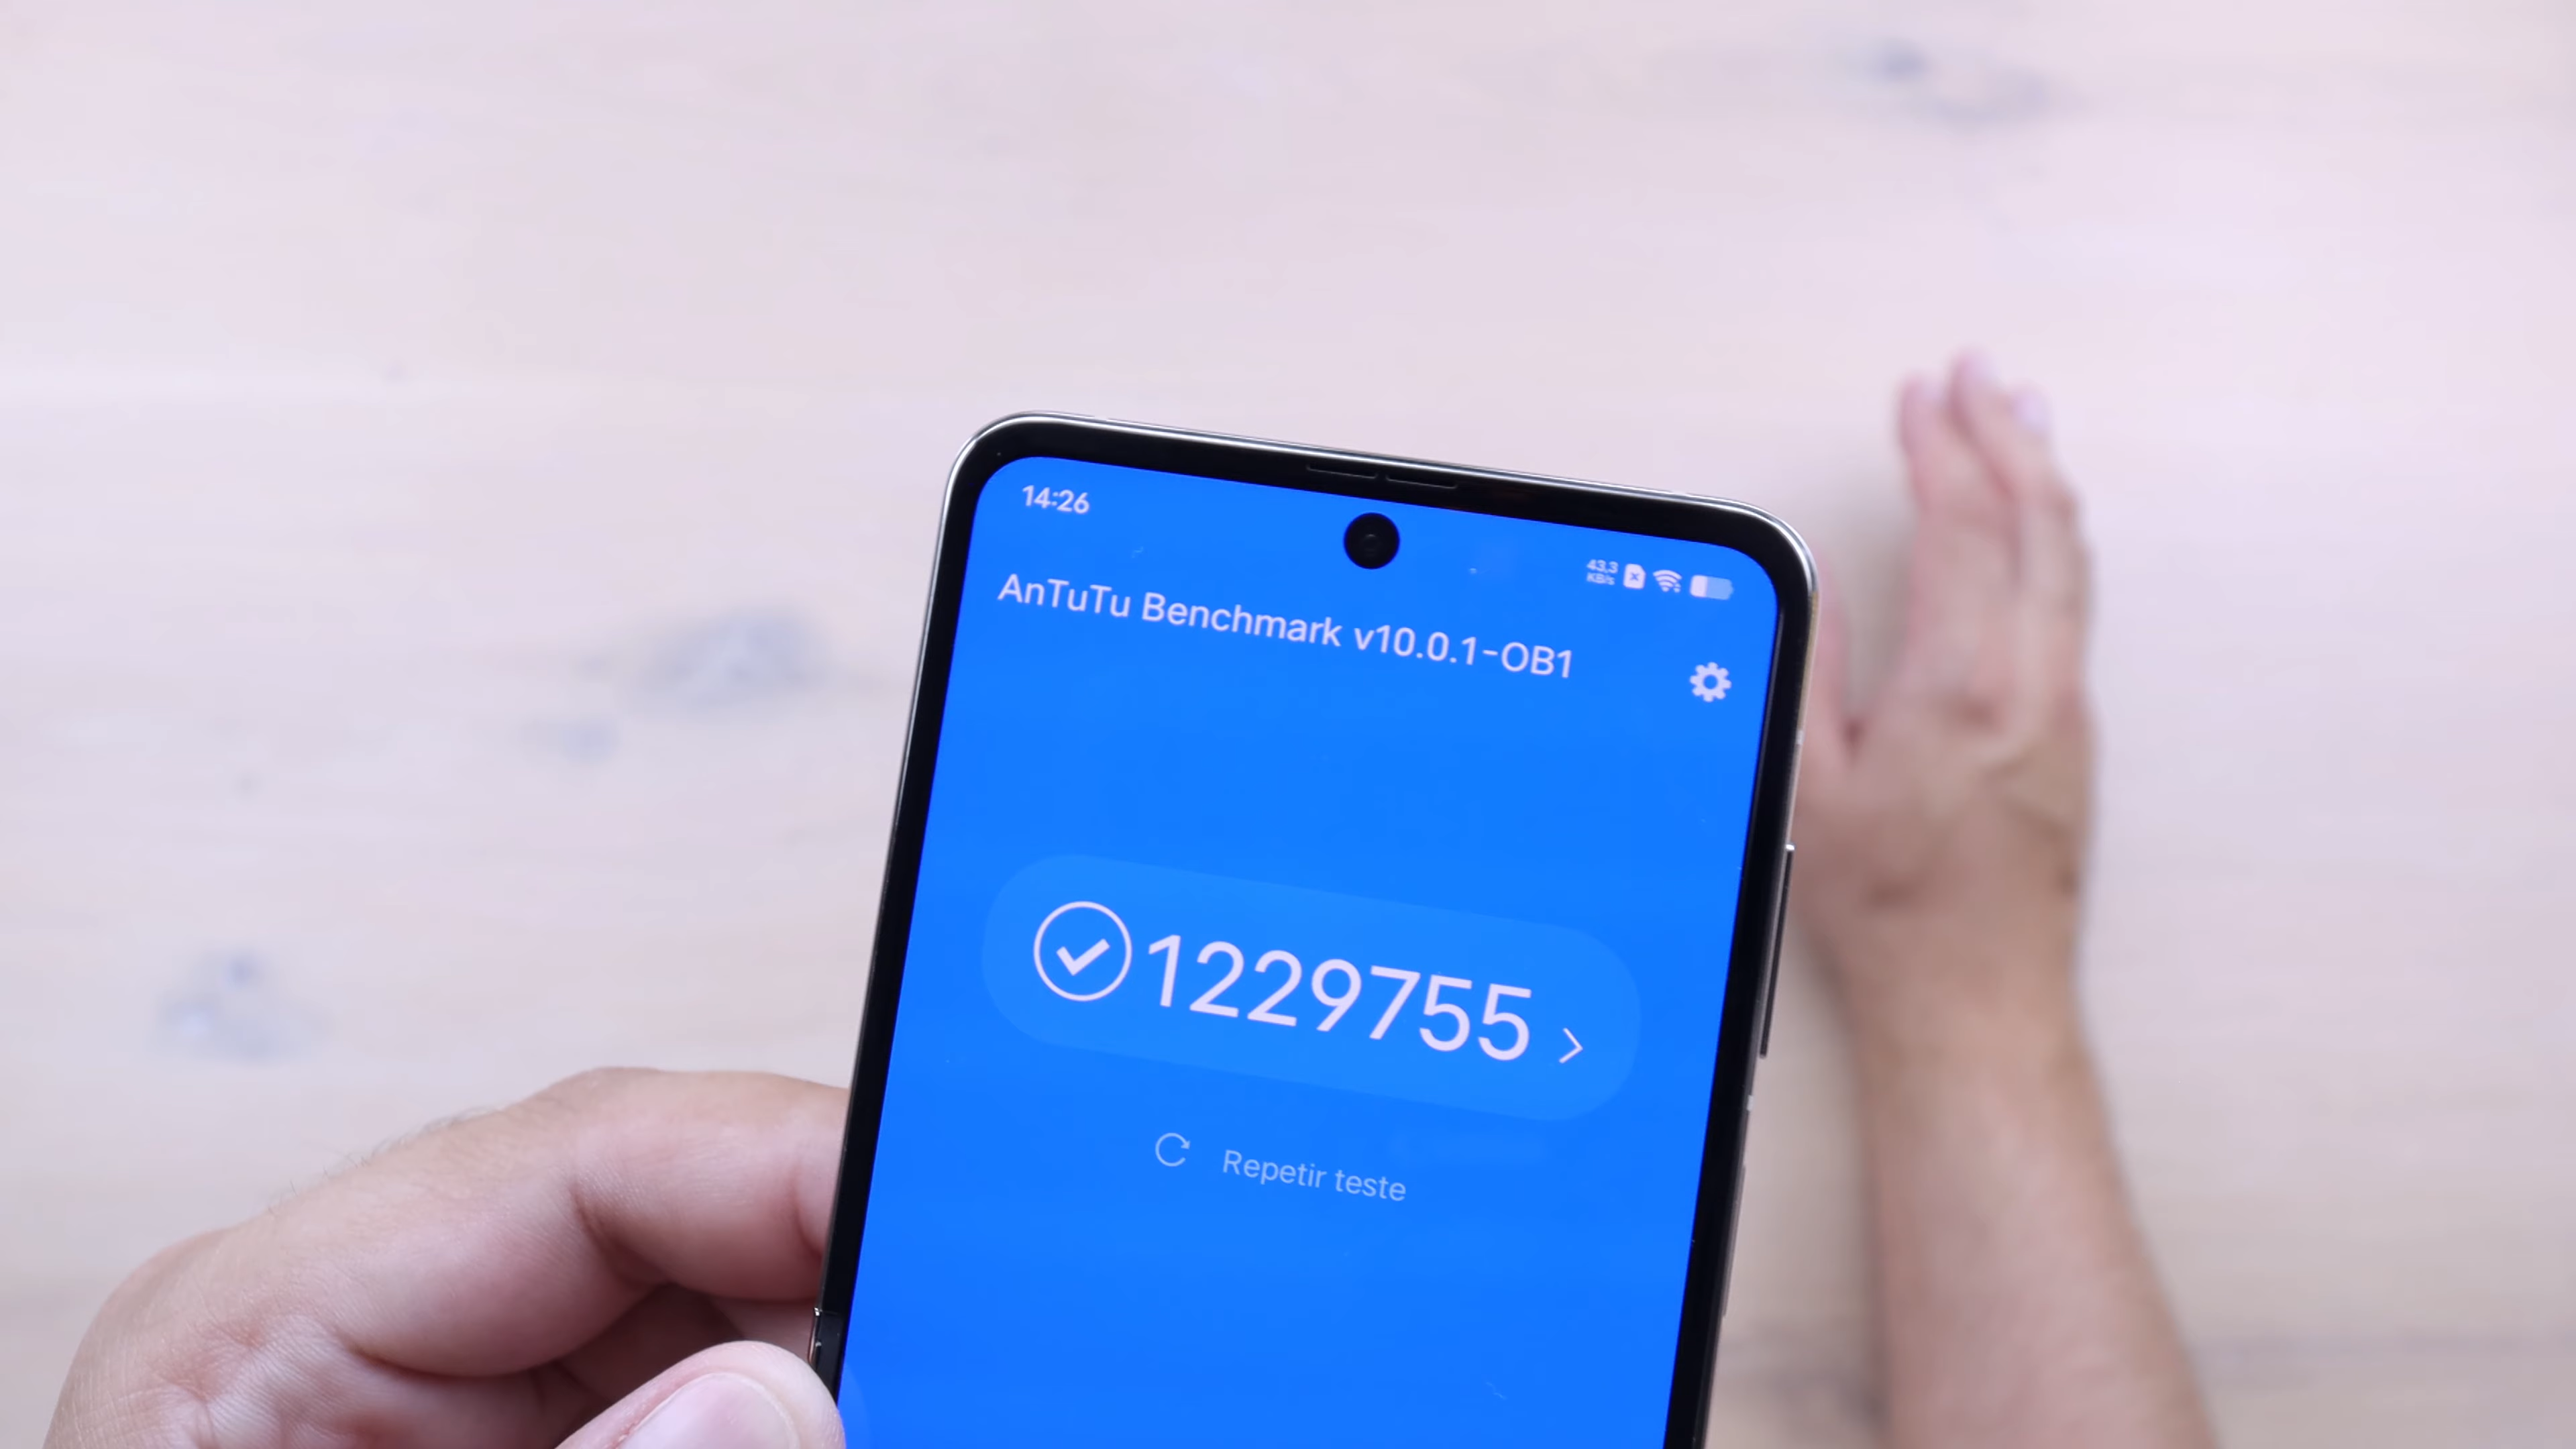 14:26
43,3
KB/s
AnTuTu Benchmark v10.0.1-OB1
1229755
Repetir teste